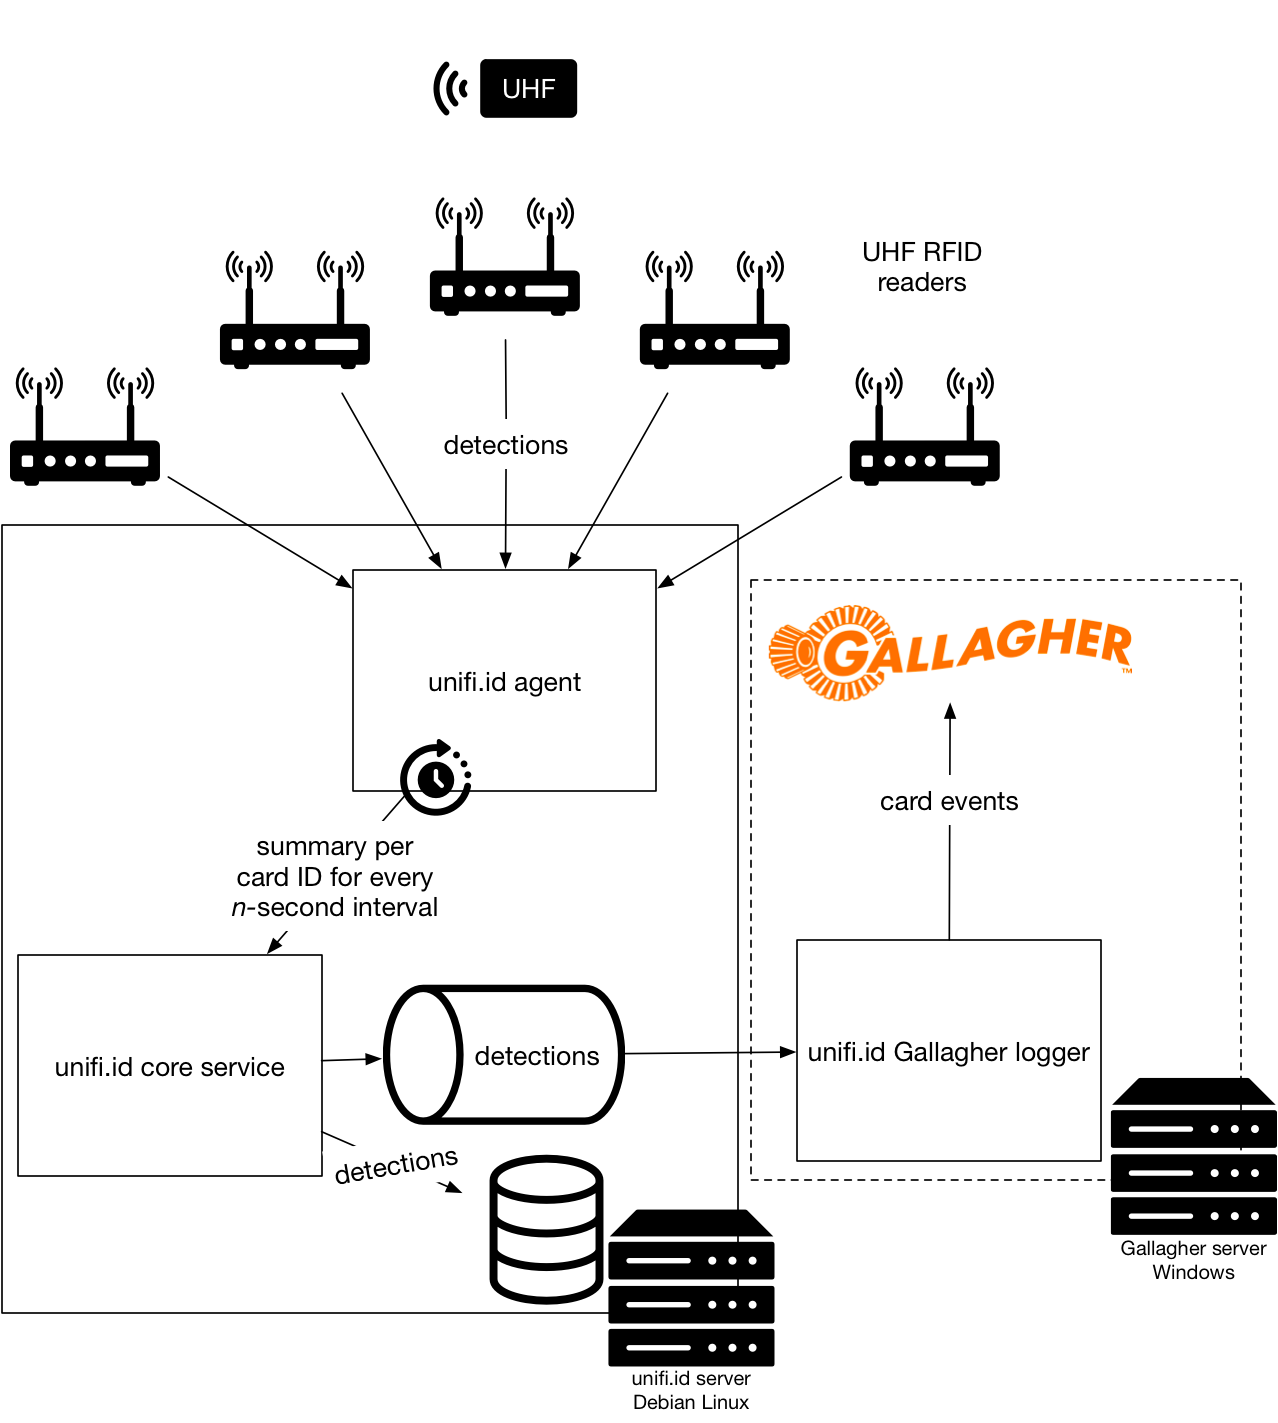 UHF
UHF RFID
readers
detections
GALLAGHER™
unifi.id agent
card events
summary per
card ID for every
n-second interval
unifi.id core service
detections
unifi.id Gallagher logger
detections
Gallagher server
Windows
unifi.id server
Debian Linux